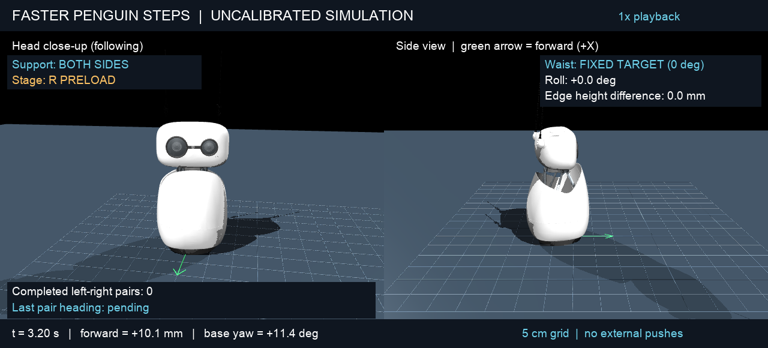 FASTER PENGUIN STEPS | UNCALIBRATED SIMULATION
1x playback
Head close-up (following)
Support: BOTH SIDES
Stage: R PRELOAD
Side view | green arrow = forward (+X)
Waist: FIXED TARGET (0 deg)
Roll: +0.0 deg
Edge height difference: 0.0 mm
Completed left-right pairs: 0
Last pair heading: pending
t = 3.20 s | forward = +10.1 mm | base yaw = +11.4 deg
5 cm grid | no external pushes